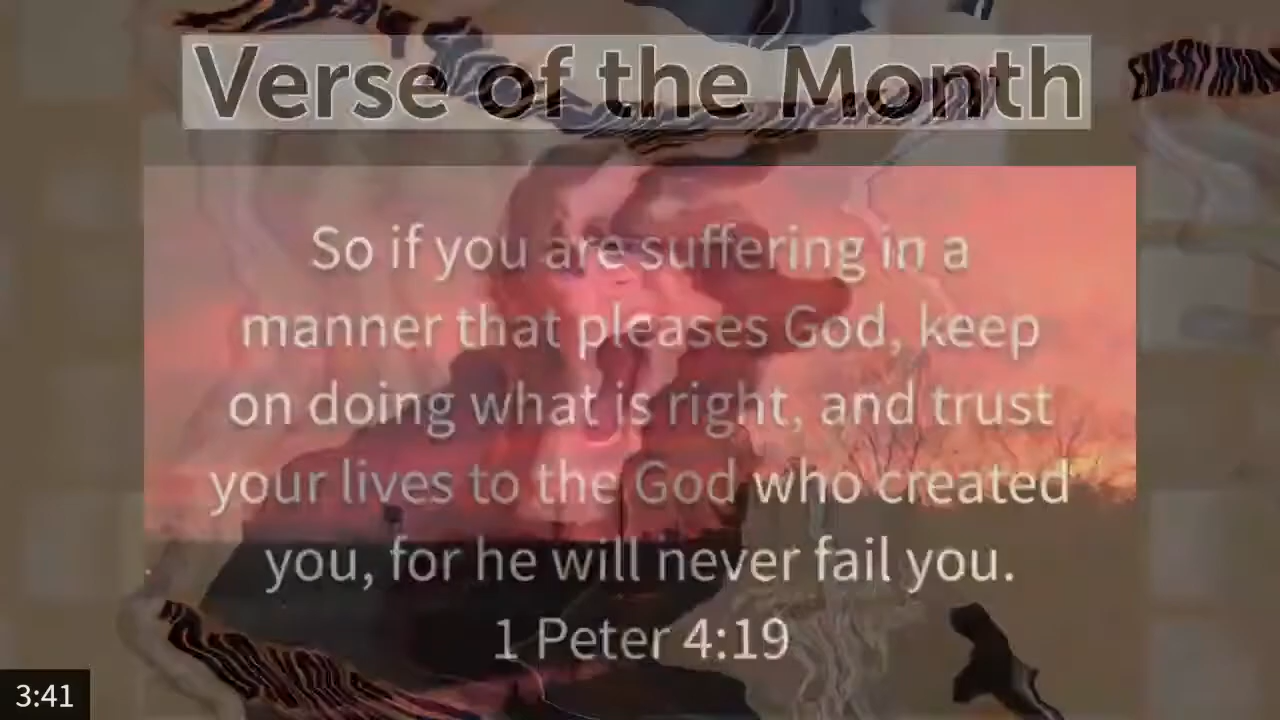 Verse of the Month
EVERY MON
So if you are suffering in a
manner that pleases God, keep
on doing what is right, and trust
your lives to the God who created
you, for he will never fail you.
1 Peter 4:19
3:41